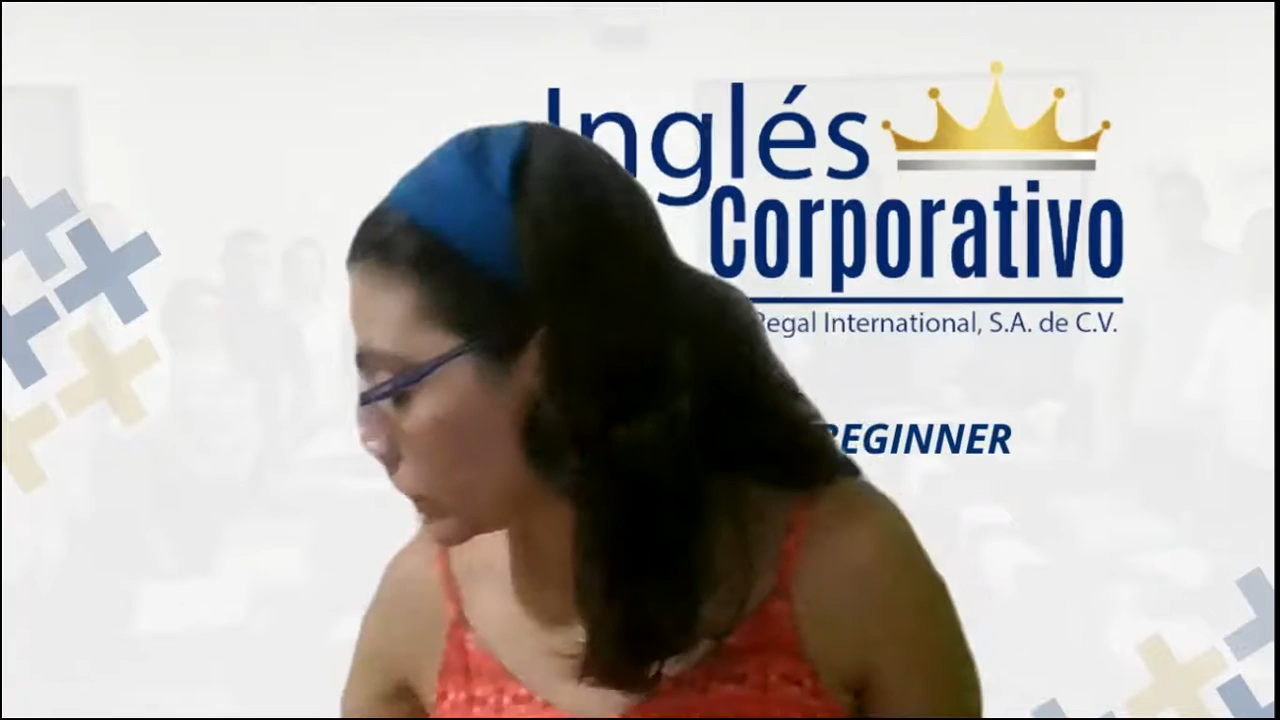 Inglés
Corporativo
Regal International, S.A. de C.V.
BEGINNER